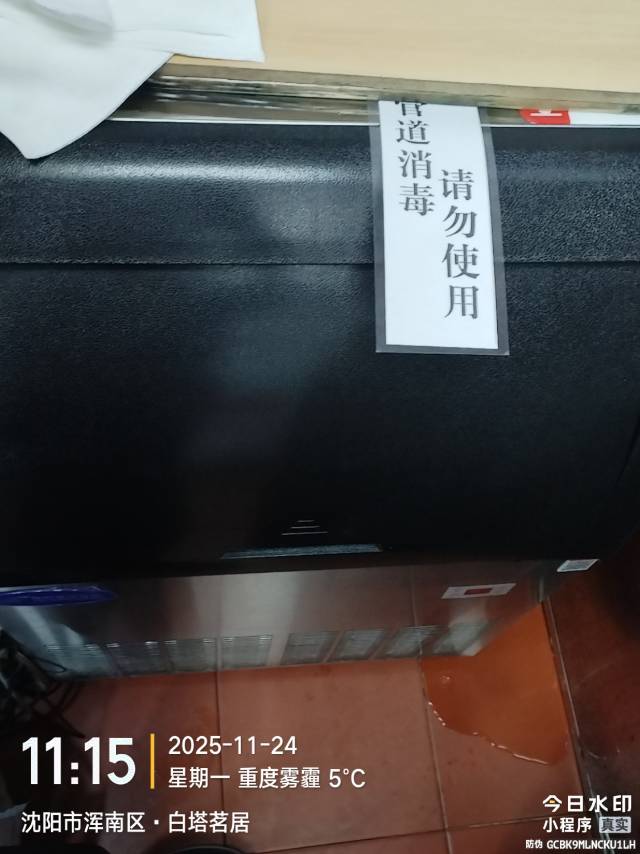 管道消毒
请勿使用
11:15
2025-11-24
星期一 重度雾霾 5°C
沈阳市浑南区·白塔茗居
今日水印
小程序 真实
防伪 GCBK9MLNCKU1LH